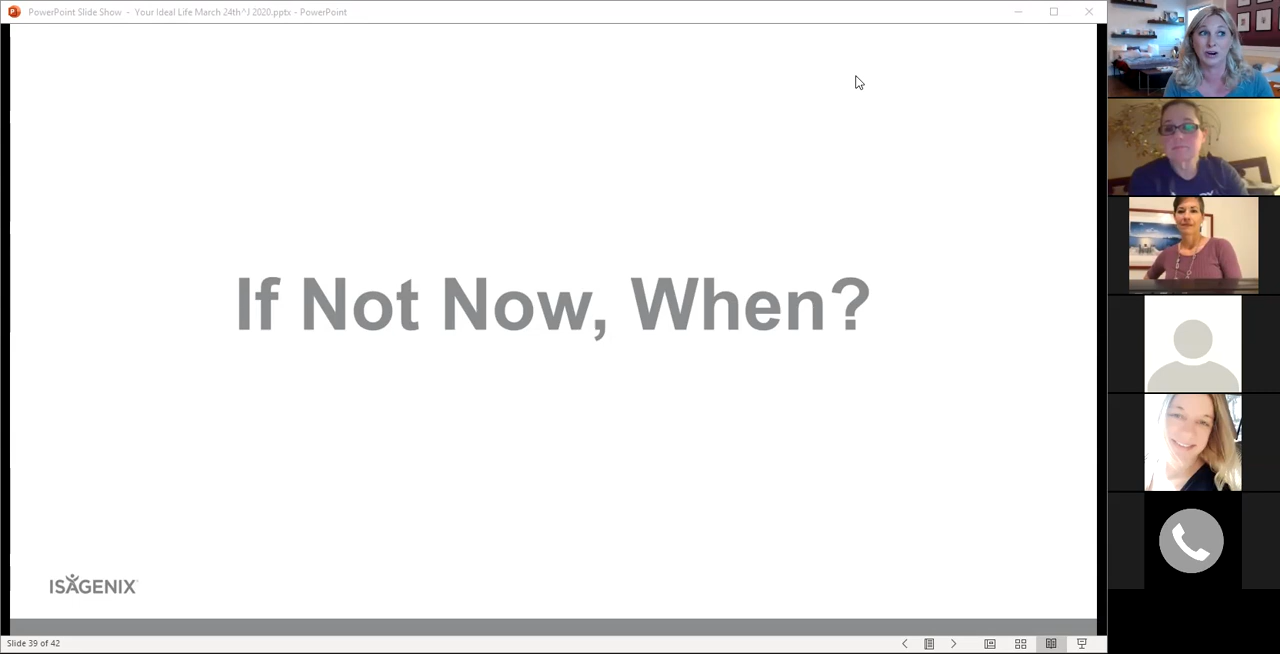 PowerPoint Slide Show - Your Ideal Life March 24th^J 2020.pptx - PowerPoint
If Not Now, When?
ISAGENIX
Slide 39 of 42